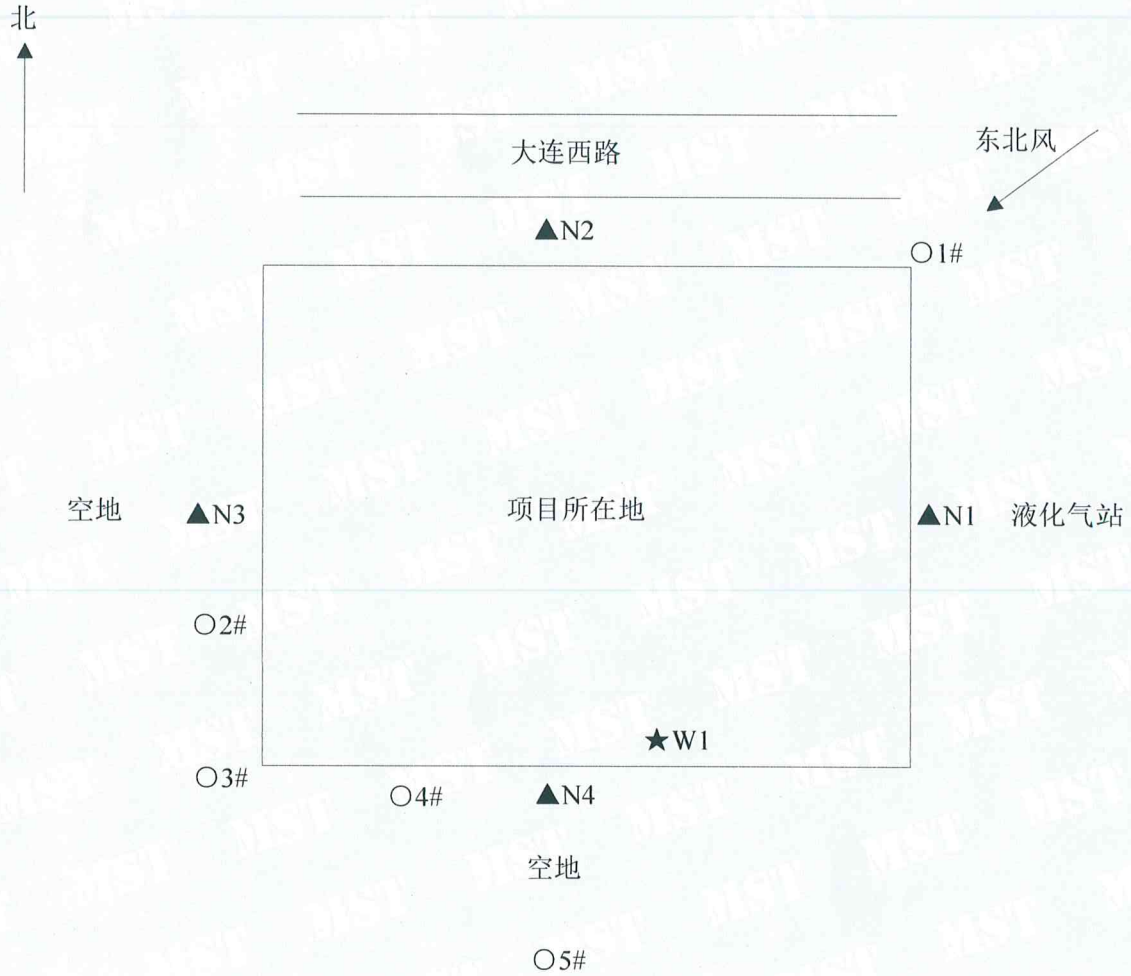 北
大连西路
东北风
▲N2
○1#
空地
▲N3
项目所在地
▲N1
液化气站
○2#
★W1
○3#
○4#
▲N4
空地
○5#
MST